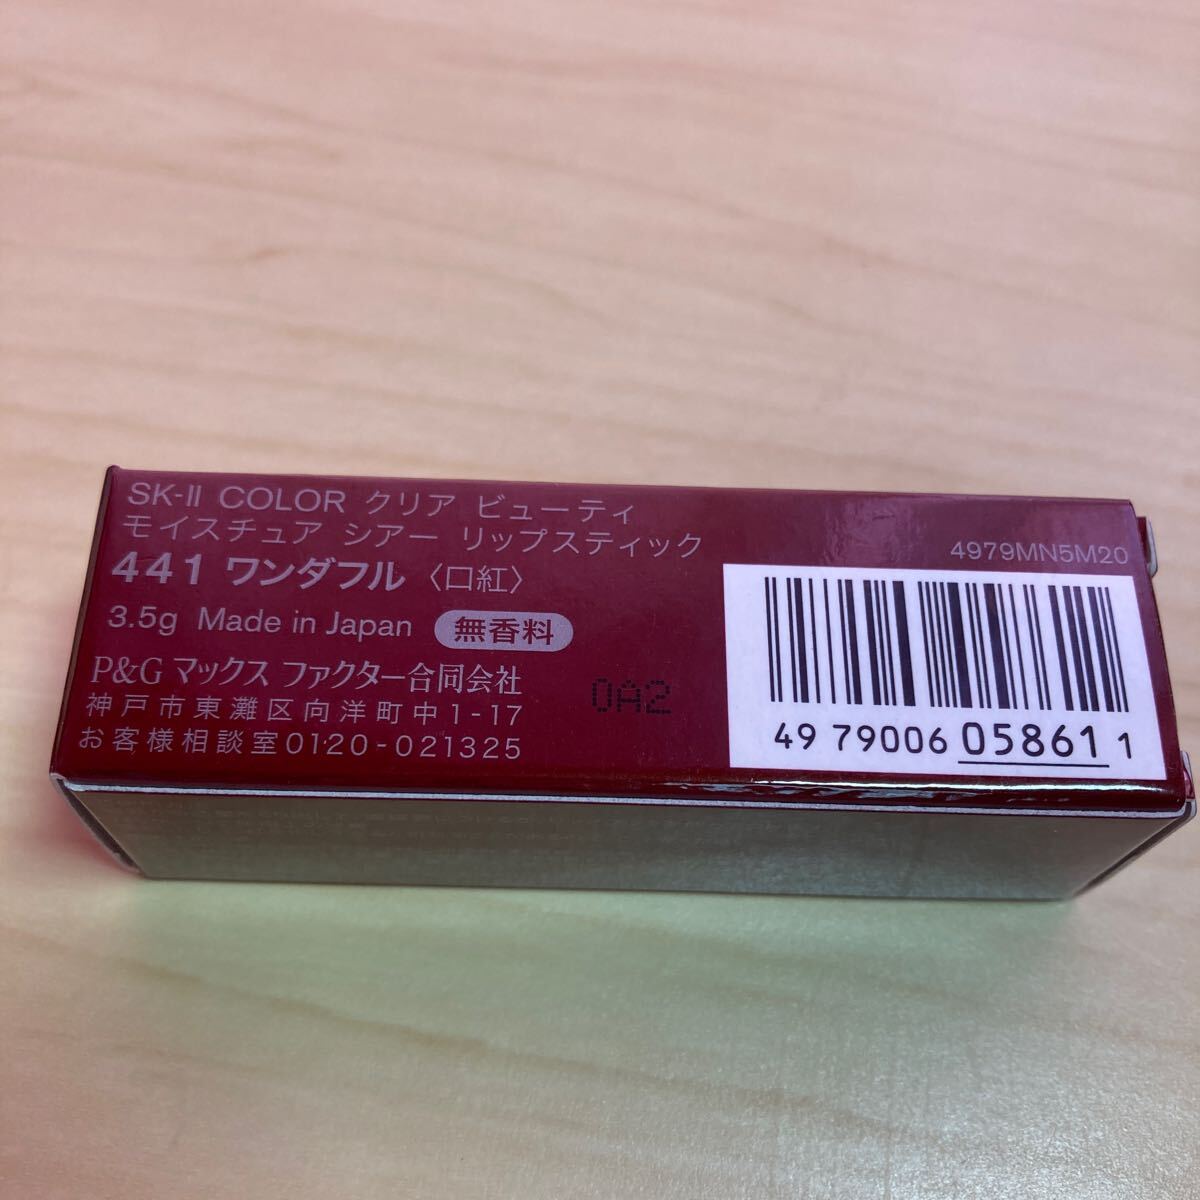 SK-II COLOR クリア ビューティ
モイスチュア シアー リップスティック
441 ワンダフル 〈口紅〉
3.5g Made in Japan 無香料
P&G マックス ファクター合同会社
神戸市東灘区向洋町中1-17
お客様相談室0120-021325
0A2
4979MN5M20
4979006058611